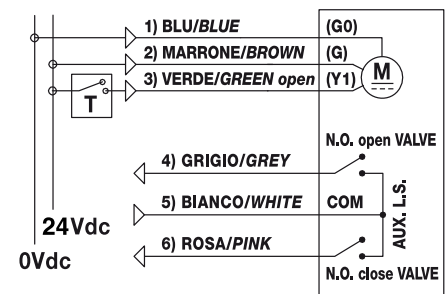 1) BLU/BLUE (G0)
2) MARRONE/BROWN (G)
3) VERDE/GREEN open (Y1)
M
T
N.O. open VALVE
4) GRIGIO/GREY
5) BIANCO/WHITE COM
AUX. L.S.
24Vdc
6) ROSA/PINK
0Vdc
N.O. close VALVE